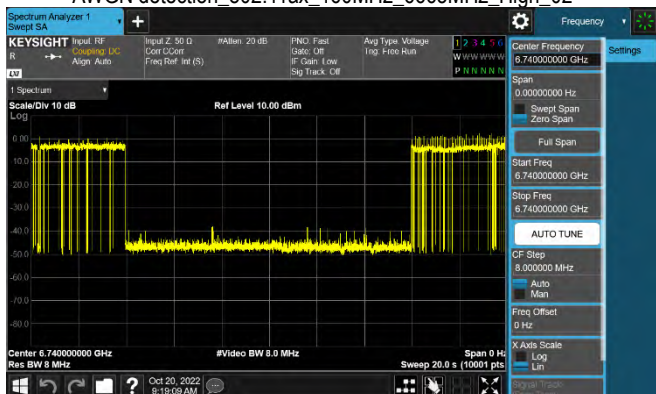 Spectrum Analyzer 1
Swept SA
+
Frequency
KEYSIGHT
Input: RF
Coupling: DC
Align: Auto
R
LXI
Input Z: 50 Ω
Corr CCorr
Freq Ref: Int (S)
#Atten: 20 dB
PNO: Fast
Gate: Off
IF Gain: Low
Sig Track: Off
Avg Type: Voltage
Trig: Free Run
1 2 3 4 5 6
W W W W W W
P N N N N N
Center Frequency
6.740000000 GHz
Settings
Span
0.00000000 Hz
Swept Span
Zero Span
Full Span
Start Freq
6.740000000 GHz
Stop Freq
6.740000000 GHz
AUTO TUNE
CF Step
8.000000 MHz
Auto
Man
Freq Offset
0 Hz
X Axis Scale
Log
Lin
Signal Track
1 Spectrum
Scale/Div 10 dB
Ref Level 10.00 dBm
Log
0.00
-10.0
-20.0
-30.0
-40.0
-50.0
-60.0
-70.0
-80.0
Center 6.740000000 GHz
#Video BW 8.0 MHz
Span 0 Hz
Res BW 8 MHz
Sweep 20.0 s (10001 pts
?
Oct 20, 2022
9:19:09 AM